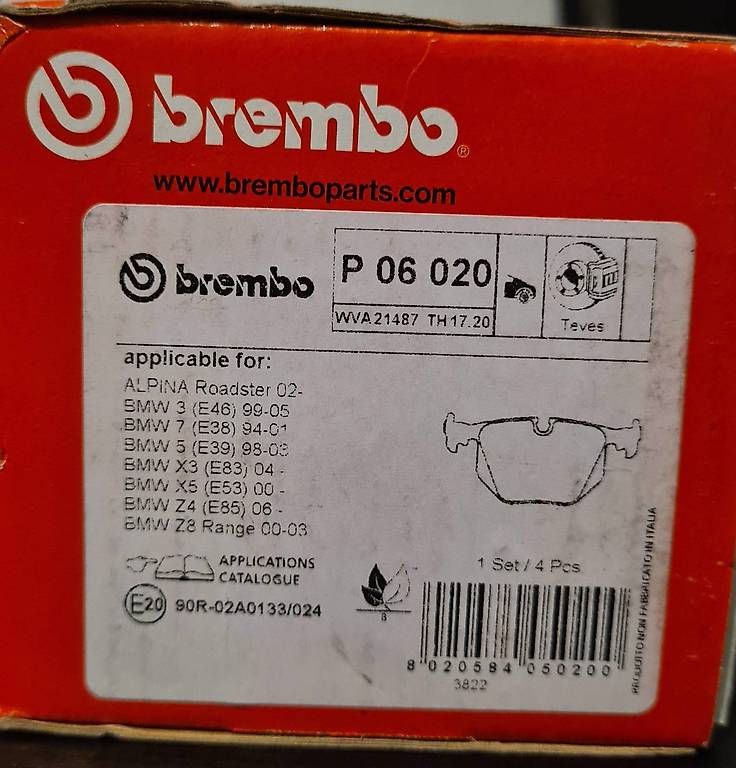 brembo®
www.bremboparts.com
brembo
P 06 020
WVA21487 TH17.20
Teves
applicable for:
ALPINA Roadster 02-
BMW 3 (E46) 99-05
BMW 7 (E38) 94-01
BMW 5 (E39) 98-03
BMW X3 (E83) 04 -
BMW X5 (E53) 00 -
BMW Z4 (E85) 06 -
BMW Z8 Range 00-03
APPLICATIONS
CATALOGUE
E20 90R-02A0133/024
B
1 Set / 4 Pcs
8 020584 050200
3822
PRODOTTO NON FABBRICATO IN ITALIA